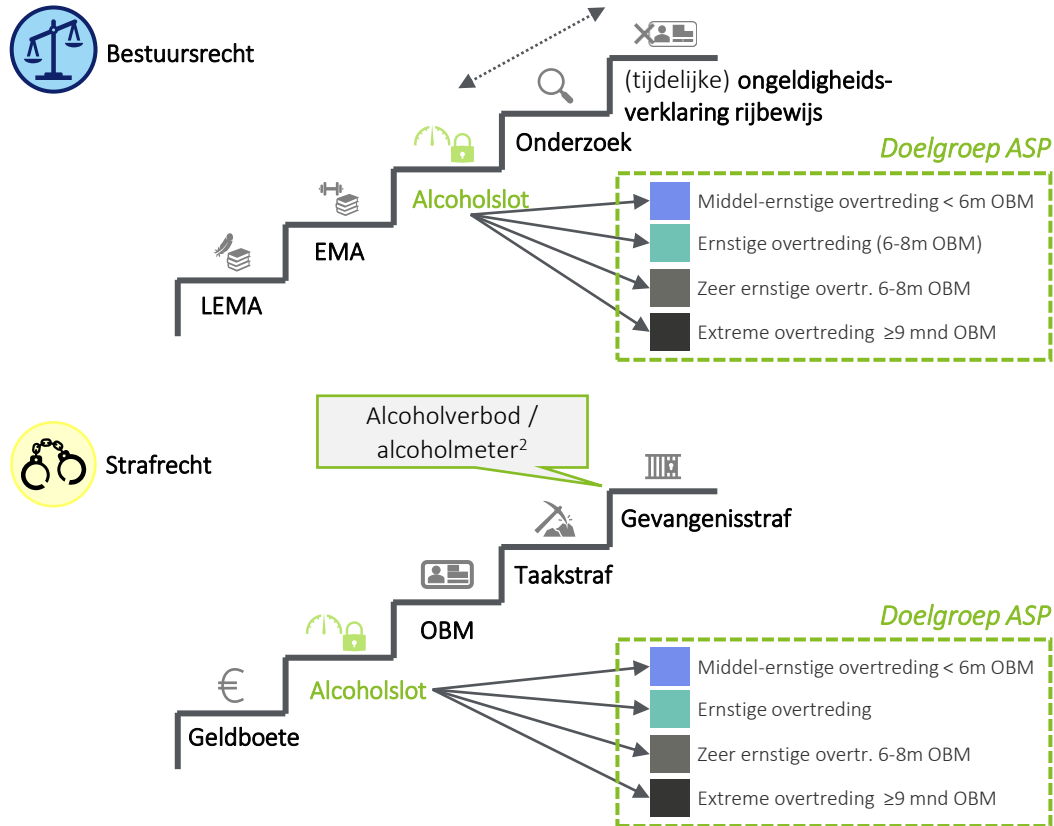 Bestuursrecht
(tijdelijke) ongeldigheids-
verklaring rijbewijs
Onderzoek
Alcoholslot
EMA
LEMA
Doelgroep ASP
Middel-ernstige overtreding < 6m OBM
Ernstige overtreding (6-8m OBM)
Zeer ernstige overtr. 6-8m OBM
Extreme overtreding ≥9 mnd OBM
Alcoholverbod /
alcoholmeter²
Strafrecht
Gevangenisstraf
Taakstraf
OBM
Alcoholslot
€
Geldboete
Doelgroep ASP
Middel-ernstige overtreding < 6m OBM
Ernstige overtreding
Zeer ernstige overtr. 6-8m OBM
Extreme overtreding ≥9 mnd OBM